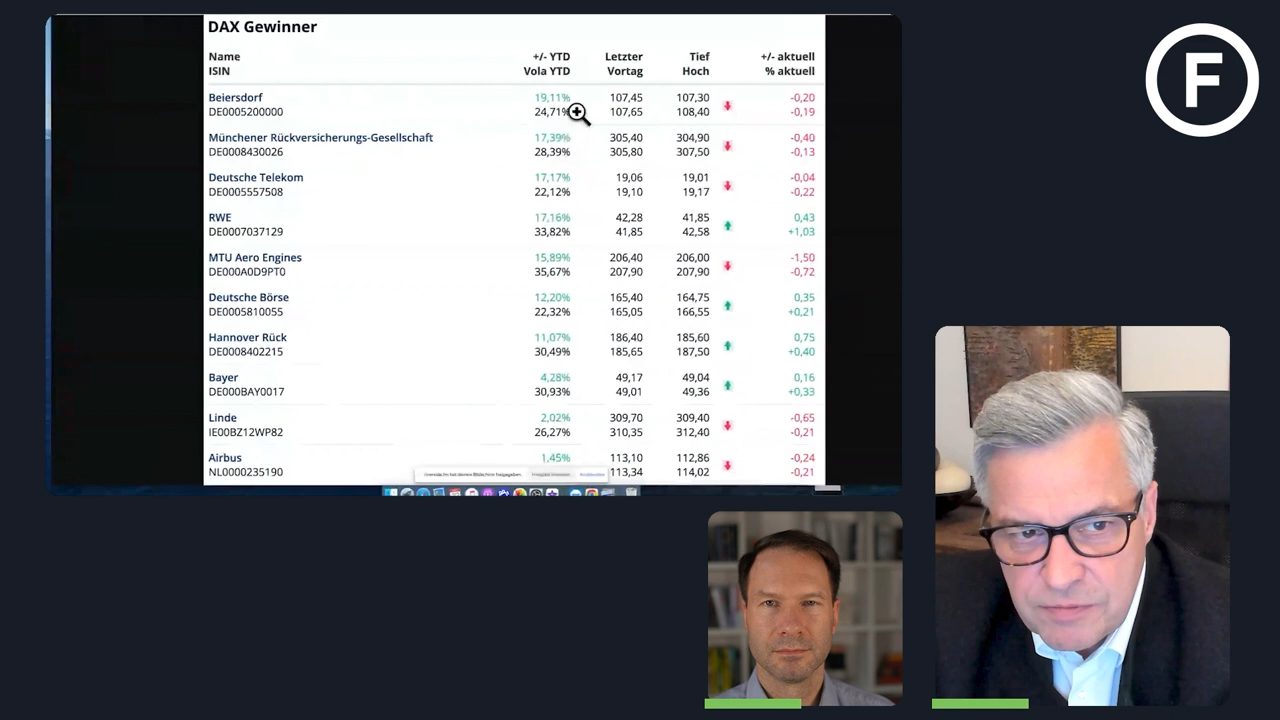 DAX Gewinner
Name +/- YTD Letzter Tief +/- aktuell
ISIN Vola YTD Vortag Hoch % aktuell
Beiersdorf 19,11% 107,45 107,30 -0,20
DE0005200000 24,71% 107,65 108,40 -0,19
Münchener Rückversicherungs-Gesellschaft 17,39% 305,40 304,90 -0,40
DE0008430026 28,39% 305,80 307,50 -0,13
Deutsche Telekom 17,17% 19,06 19,01 -0,04
DE0005557508 22,12% 19,10 19,17 -0,22
RWE 17,16% 42,28 41,85 0,43
DE0007037129 33,82% 41,85 42,58 +1,03
MTU Aero Engines 15,89% 206,40 206,00 -1,50
DE000A0D9PT0 35,67% 207,90 207,90 -0,72
Deutsche Börse 12,20% 165,40 164,75 0,35
DE0005810055 22,32% 165,05 166,55 +0,21
Hannover Rück 11,07% 186,40 185,60 0,75
DE0008402215 30,49% 185,65 187,50 +0,40
Bayer 4,28% 49,17 49,04 0,16
DE000BAY0017 30,93% 49,01 49,36 +0,33
Linde 2,02% 309,70 309,40 -0,65
IE00BZ12WP82 26,27% 310,35 312,40 -0,21
Airbus 1,45% 113,10 112,86 -0,24
NL0000235190 113,34 114,02 -0,21
F